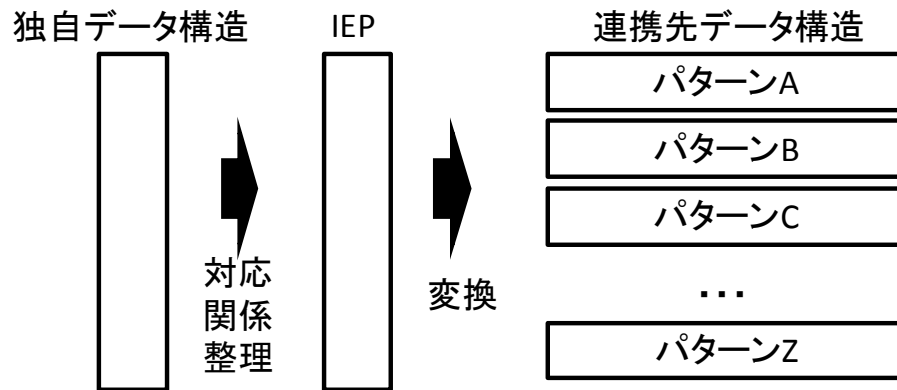 独自データ構造
IEP
連携先データ構造
パターンA
パターンB
パターンC
・・・
パターンZ
対応
関係
整理
変換